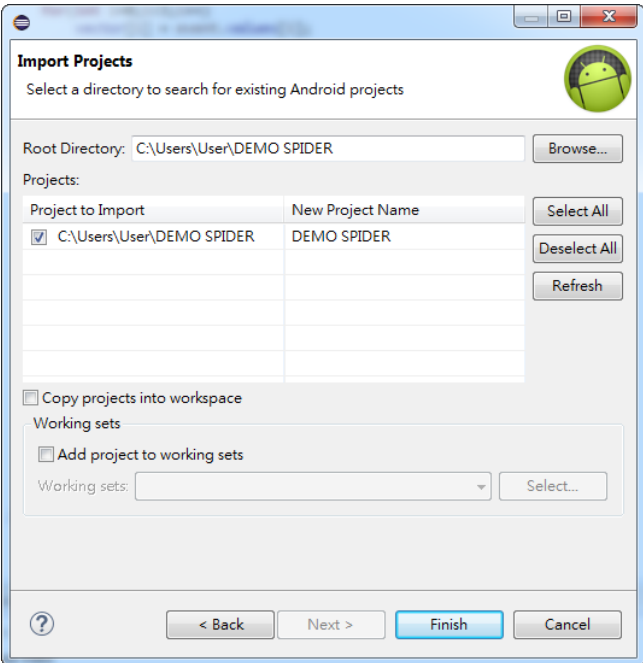 Import Projects
Select a directory to search for existing Android projects
Root Directory: C:\Users\User\DEMO SPIDER Browse...
Projects:
Project to Import New Project Name Select All
C:\Users\User\DEMO SPIDER DEMO SPIDER
Deselect All
Refresh
Copy projects into workspace
Working sets
Add project to working sets
Working sets: Select...
? < Back Next > Finish Cancel